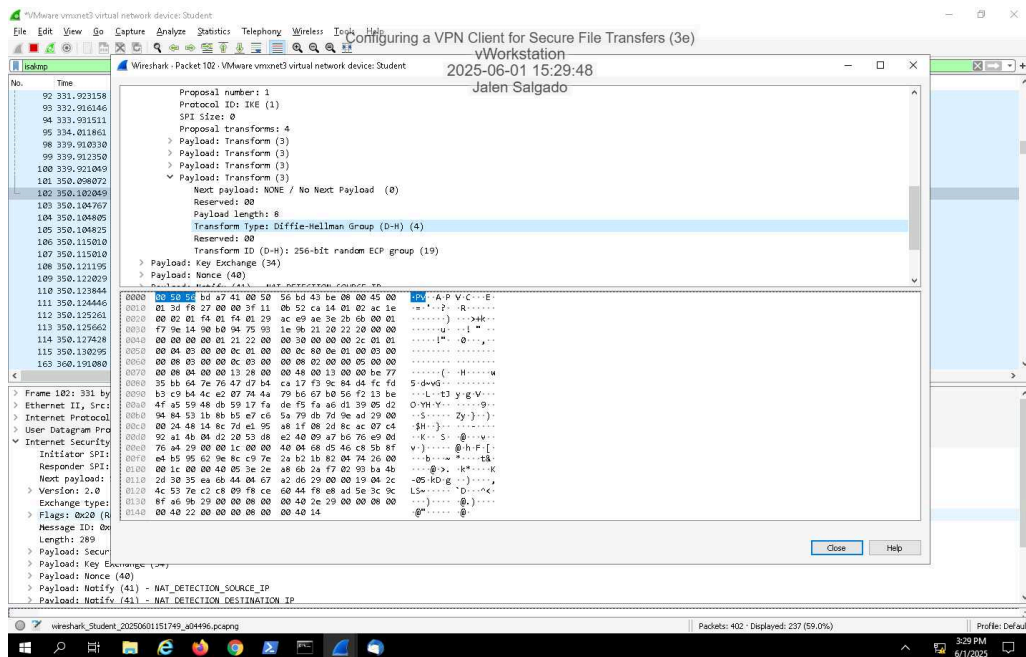 *VMware vmxnet3 virtual network device: Student
File Edit View Go Capture Analyze Statistics Telephony Wireless Tools Help
Configuring a VPN Client for Secure File Transfers (3e)
vWorkstation
2025-06-01 15:29:48
Jalen Salgado
isakmp
Wireshark · Packet 102 · VMware vmxnet3 virtual network device: Student
No. Time
92 331.923158
93 332.916146
94 333.931511
95 334.011861
98 339.910330
99 339.912350
100 339.921049
101 350.098072
102 350.102049
103 350.104767
104 350.104805
105 350.104825
106 350.115010
107 350.115010
108 350.121195
109 350.122029
110 350.123844
111 350.124446
112 350.125261
113 350.125662
114 350.127428
115 350.130295
163 360.191080
Proposal number: 1
Protocol ID: IKE (1)
SPI Size: 0
Proposal transforms: 4
Payload: Transform (3)
Payload: Transform (3)
Payload: Transform (3)
Payload: Transform (3)
Next payload: NONE / No Next Payload (0)
Reserved: 00
Payload length: 8
Transform Type: Diffie-Hellman Group (D-H) (4)
Reserved: 00
Transform ID (D-H): 256-bit random ECP group (19)
Payload: Key Exchange (34)
Payload: Nonce (40)
0000 00 50 56 bd a7 41 00 50 56 bd 43 be 08 00 45 00
0010 01 3d f8 27 00 00 3f 11 0b 52 ca 14 01 02 ac 1e
0020 00 02 01 f4 01 f4 01 29 ac e9 ae 3e 2b 6b 00 01
0030 f7 9e 14 90 b0 94 75 93 1e 9b 21 20 22 20 00 00
0040 00 00 00 00 01 21 22 00 00 30 00 00 00 2c 01 01
0050 00 04 03 00 00 0c 01 00 00 0c 80 0e 01 00 03 00
0060 00 08 03 00 00 0c 03 00 00 08 02 00 00 05 00 00
0070 00 08 04 00 00 13 28 00 00 48 00 13 00 00 be 77
0080 35 bb 64 7e 76 47 d7 b4 ca 17 f3 9c 84 d4 fc fd
0090 b3 c9 b4 4c e2 07 74 4a 79 b6 67 b0 56 f2 13 be
00a0 4f a5 59 48 db 59 17 fa de f5 fa a6 d1 39 05 d2
00b0 94 84 53 1b 8b b5 e7 c6 5a 79 db 7d 9e ad 29 00
00c0 00 24 48 14 8c 7d e1 95 a8 1f 08 2d 8c ac 07 c4
00d0 92 a1 4b 04 d2 20 53 d8 e2 40 09 a7 b6 76 e9 0d
00e0 76 a4 29 00 00 1c 00 00 40 04 68 d5 46 c8 5b 8f
00f0 e4 b5 95 62 9e 8c c9 7e 2a b2 1b 82 04 74 26 00
0100 00 1c 00 00 40 05 3e 2e a8 6b 2a f7 02 93 ba 4b
0110 2d 30 35 ea 6b 44 04 67 a2 d6 29 00 00 19 04 2c
0120 4c 53 7e c2 c8 09 f8 ce 60 44 f8 e8 ad 5e 3c 9c
0130 8f a6 9b 29 00 00 08 00 00 40 2e 29 00 00 08 00
0140 00 40 22 00 00 00 08 00 00 40 14
Close Help
Frame 102: 331 by
Ethernet II, Src:
Internet Protocol
User Datagram Pro
Internet Security
Initiator SPI:
Responder SPI:
Next payload:
Version: 2.0
Exchange type:
Flags: 0x20 (R
Message ID: 0x
Length: 289
Payload: Secur
Payload: Key Exchange (34)
Payload: Nonce (40)
Payload: Notify (41) - NAT_DETECTION_SOURCE_IP
Payload: Notify (41) - NAT_DETECTION_DESTINATION_IP
wireshark_Student_20250601151749_a04496.pcapng
Packets: 402 · Displayed: 237 (59.0%)
Profile: Defaul
3:29 PM
6/1/2025